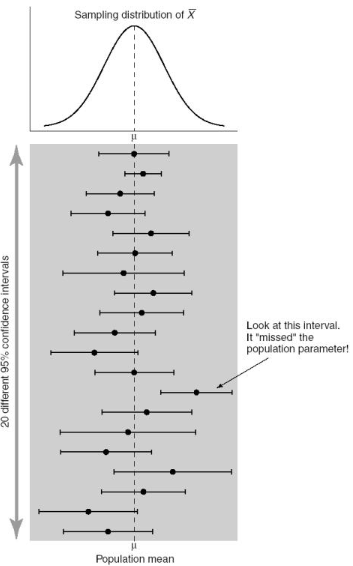 Sampling distribution of X̅
μ
20 different 95% confidence intervals
Look at this interval.
It "missed" the
population parameter!
μ
Population mean